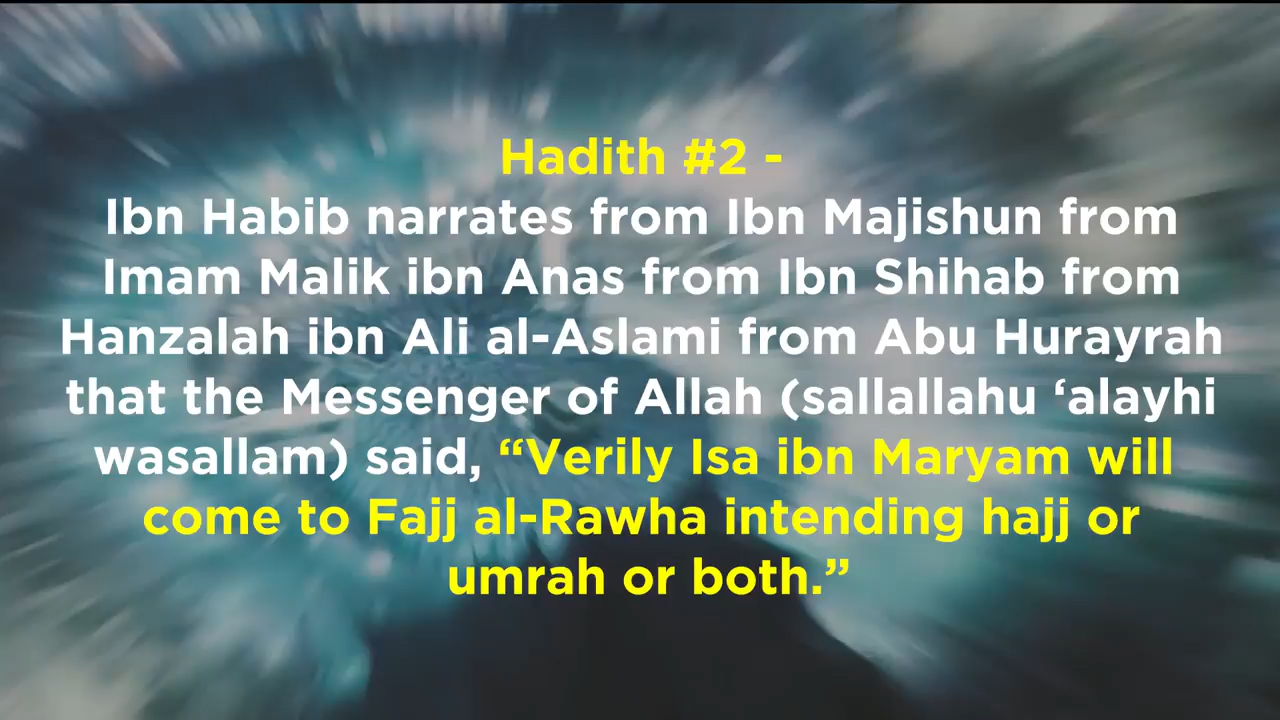 Hadith #2 -
Ibn Habib narrates from Ibn Majishun from
Imam Malik ibn Anas from Ibn Shihab from
Hanzalah ibn Ali al-Aslami from Abu Hurayrah
that the Messenger of Allah (sallallahu ‘alayhi
wasallam) said, “Verily Isa ibn Maryam will
come to Fajj al-Rawha intending hajj or
umrah or both.”